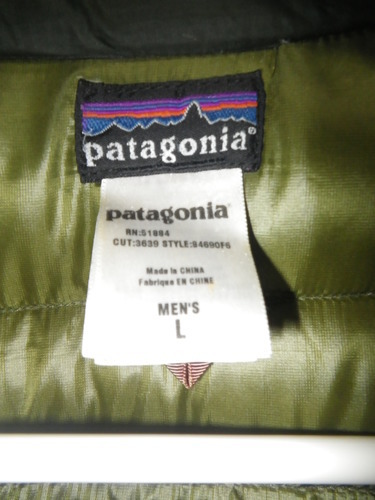 patagonia®
patagonia®
RN:51884
CUT:3639 STYLE:84690F6
Made in CHINA
Fabriqué EN CHINE
MEN'S
L